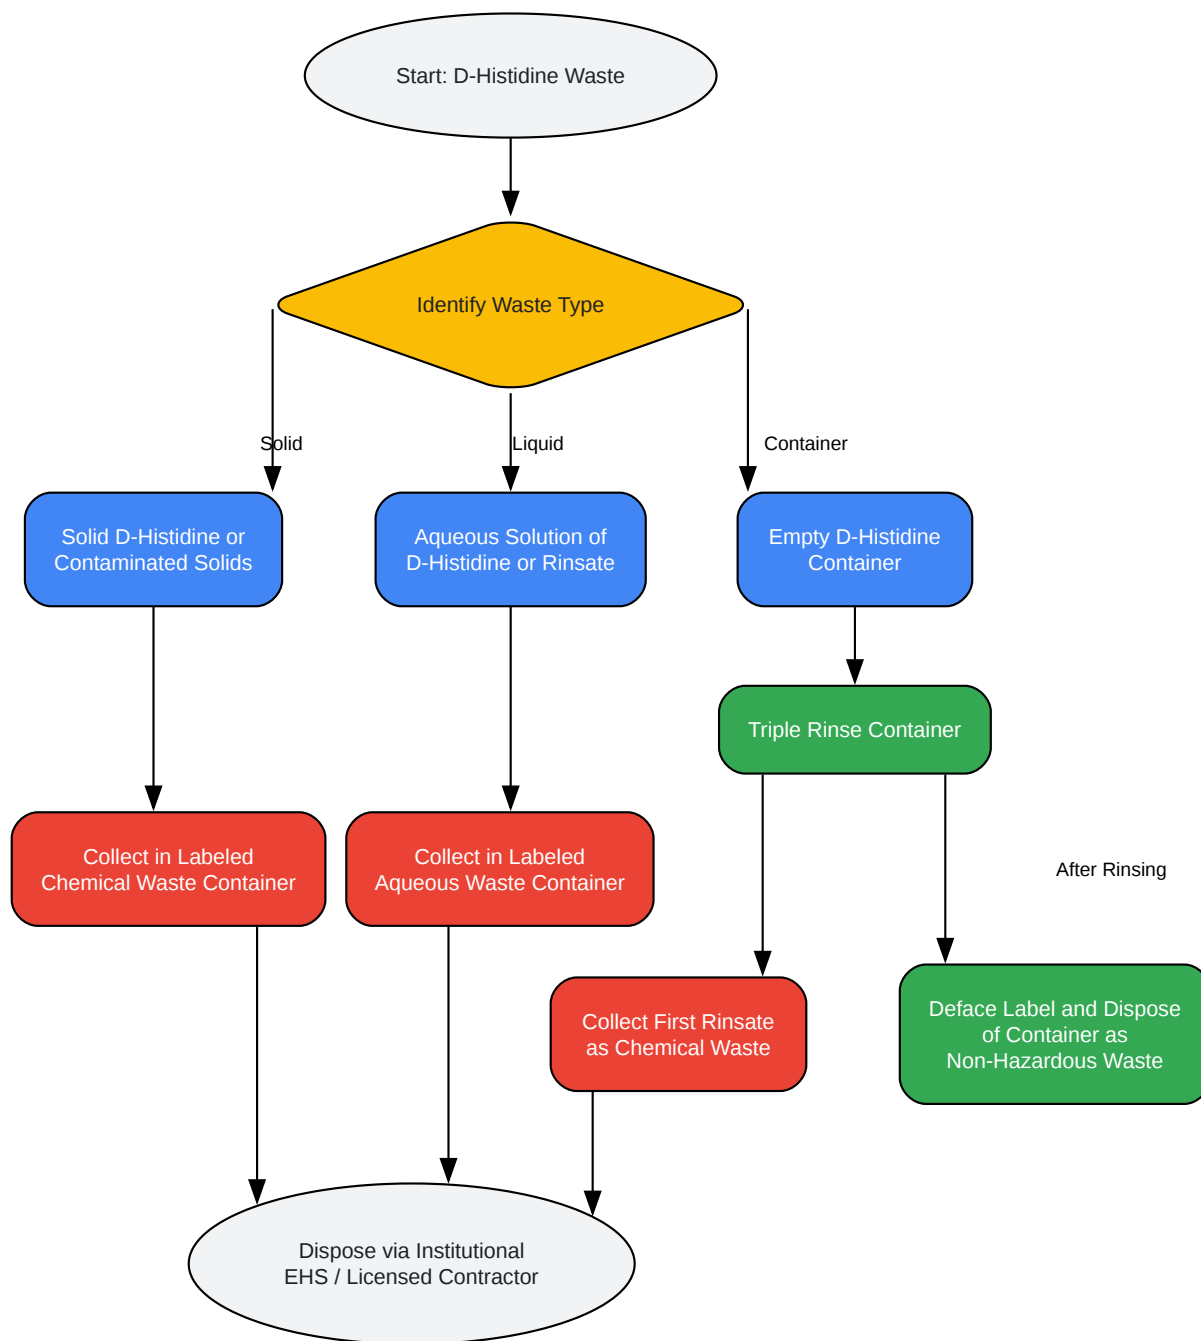 Start: D-Histidine Waste
Identify Waste Type
Solid
Liquid
Container
Solid D-Histidine or
Contaminated Solids
Aqueous Solution of
D-Histidine or Rinsate
Empty D-Histidine
Container
Triple Rinse Container
Collect in Labeled
Chemical Waste Container
Collect in Labeled
Aqueous Waste Container
After Rinsing
Collect First Rinsate
as Chemical Waste
Deface Label and Dispose
of Container as
Non-Hazardous Waste
Dispose via Institutional
EHS / Licensed Contractor